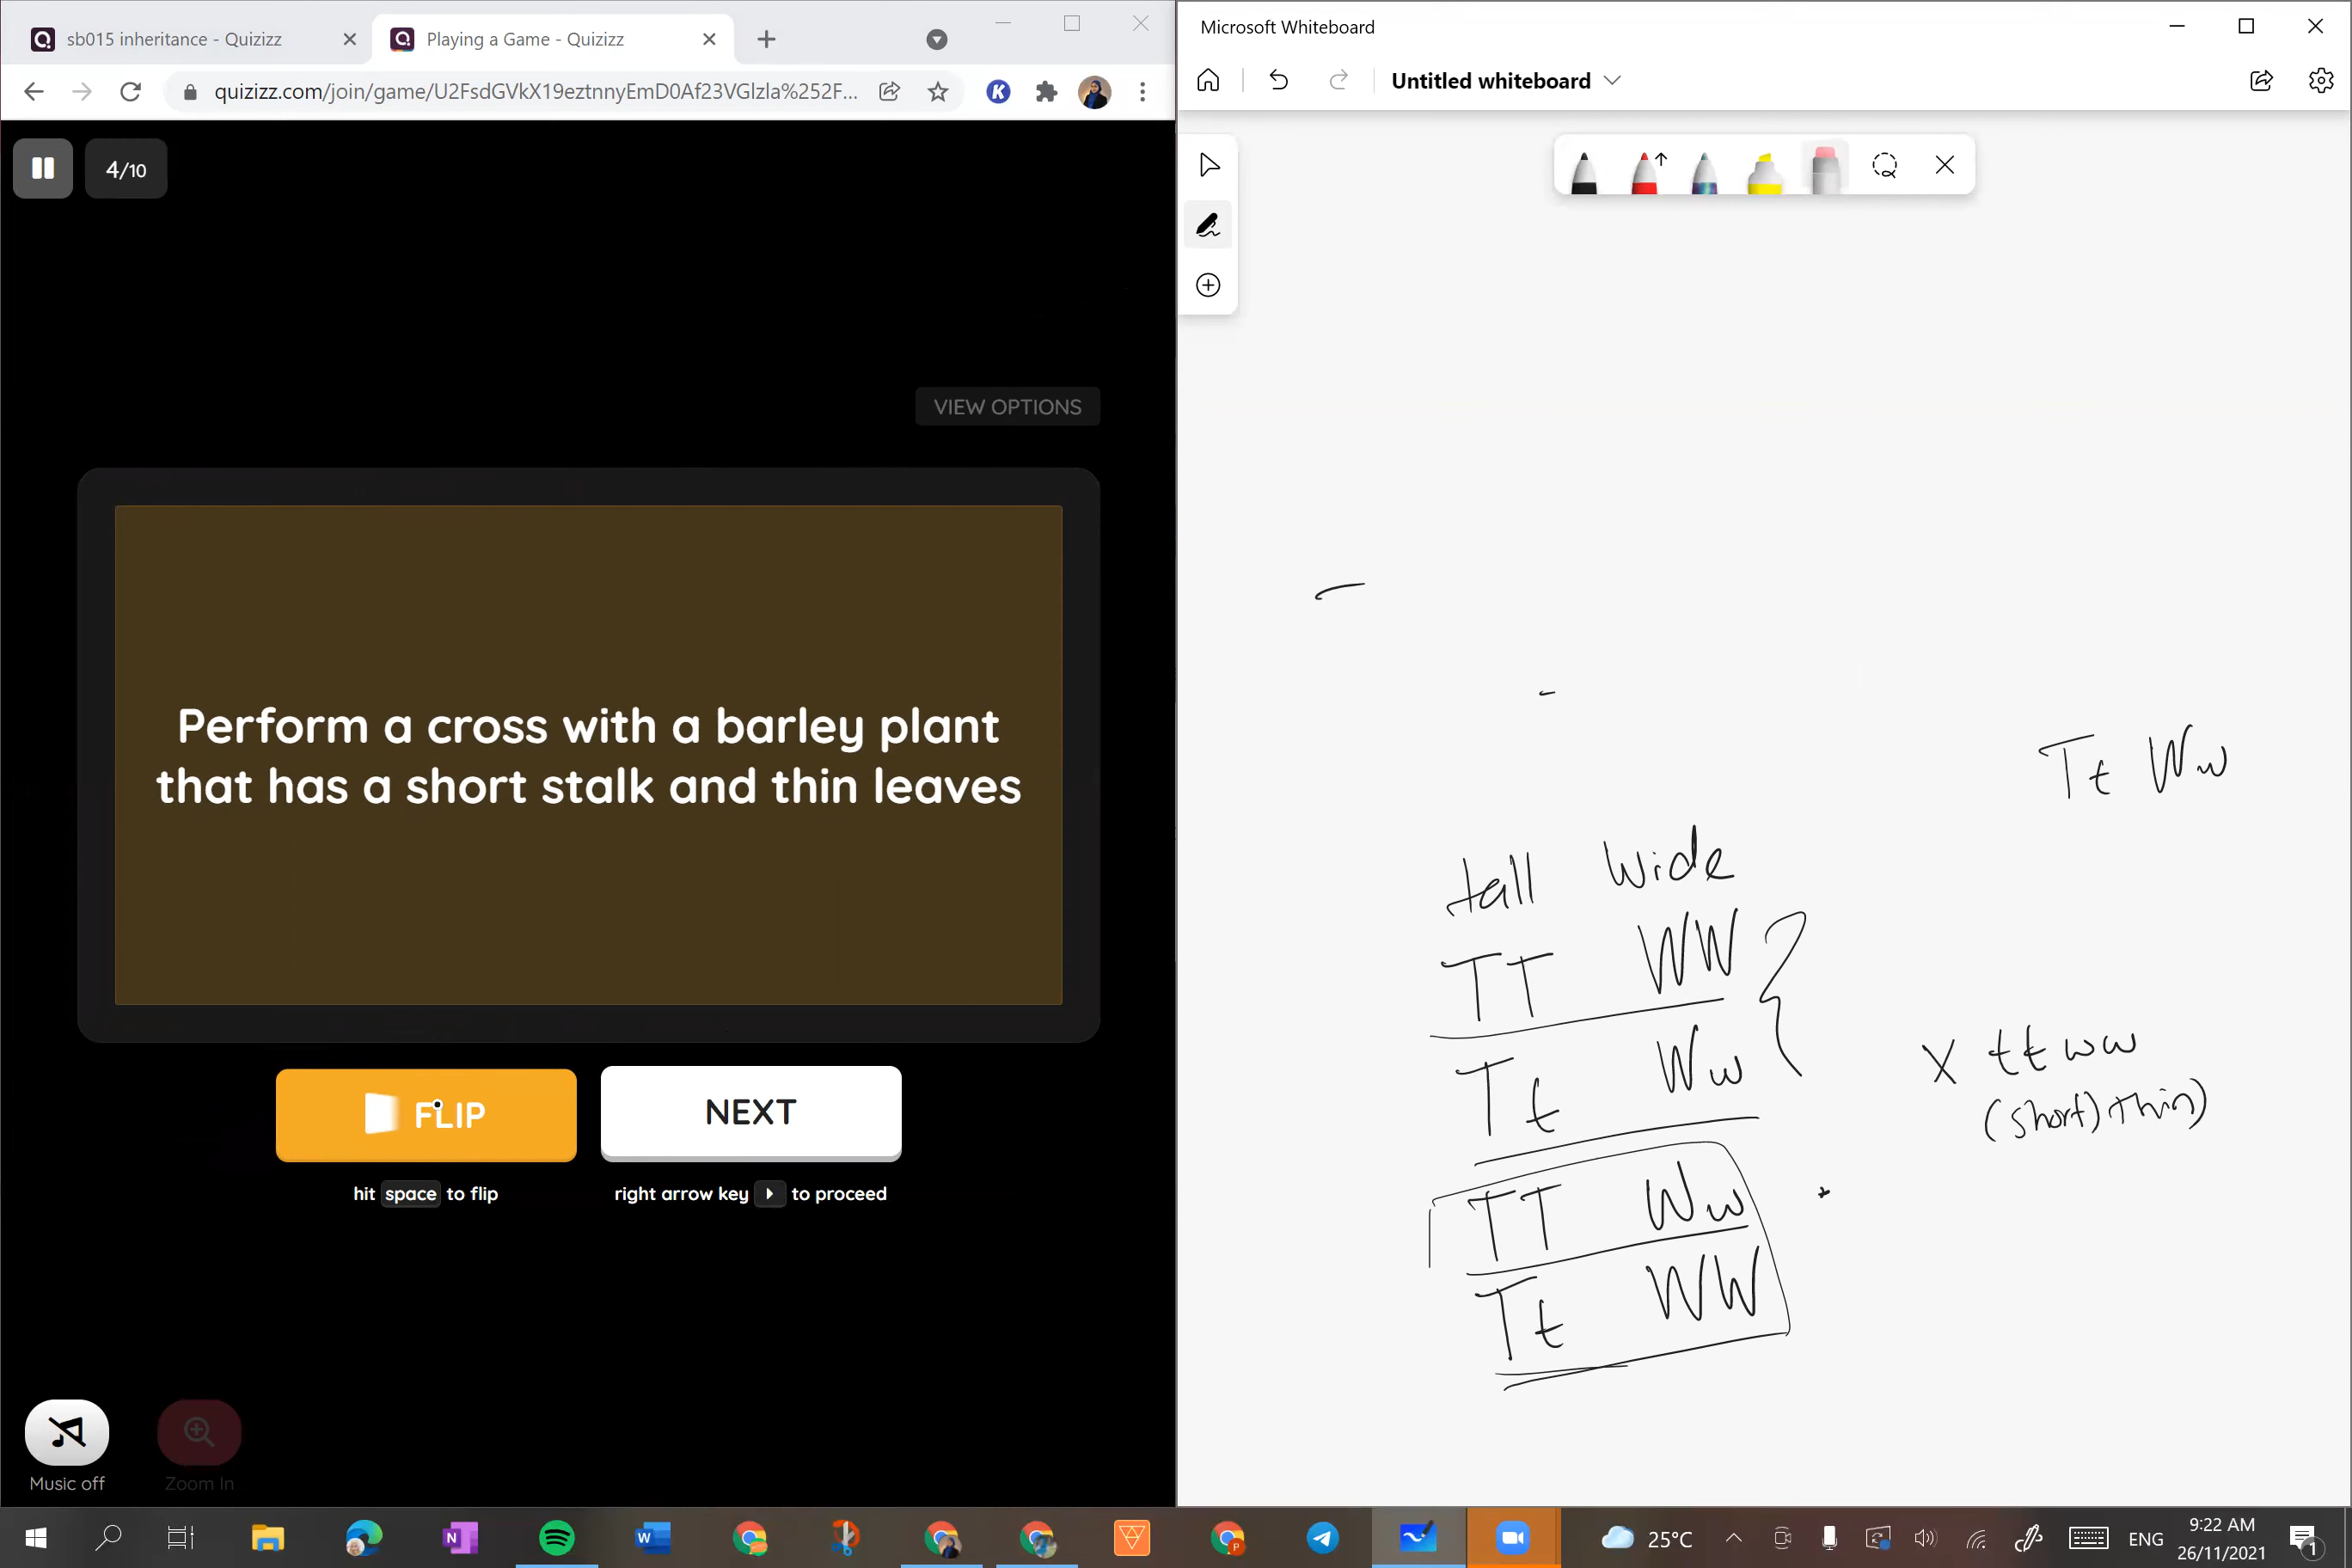 sb015 inheritance - Quizizz
Playing a Game - Quizizz
quizizz.com/join/game/U2FsdGVkX19eztnnyEmD0Af23VGlzla%252F...
4/10
VIEW OPTIONS
Perform a cross with a barley plant
that has a short stalk and thin leaves
FLIP
NEXT
hit space to flip
right arrow key to proceed
Music off
Zoom In
Microsoft Whiteboard
Untitled whiteboard
Tt Ww
tall Wide
TT WW
Tt Ww
X tt ww
(short) thin)
TT Ww
Tt WW
25°C
ENG
9:22 AM
26/11/2021
1